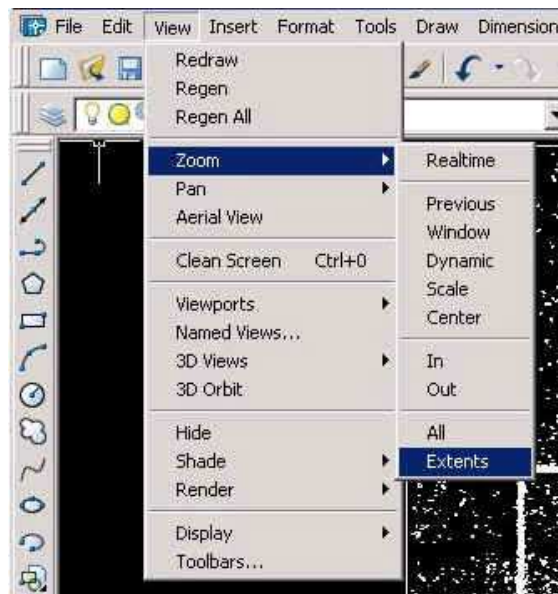 File Edit View Insert Format Tools Draw Dimension
Redraw
Regen
Regen All
Zoom
Pan
Aerial View
Clean Screen Ctrl+0
Viewports
Named Views...
3D Views
3D Orbit
Hide
Shade
Render
Display
Toolbars...
Realtime
Previous
Window
Dynamic
Scale
Center
In
Out
All
Extents